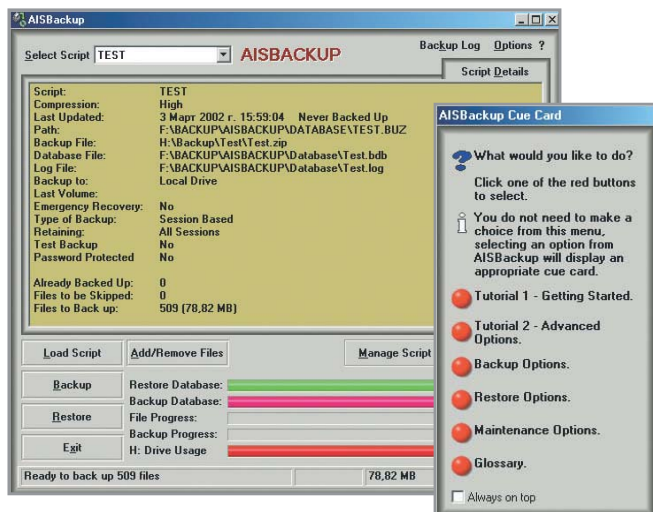 AISBackup
Select Script TEST
AISBACKUP
Backup Log Options ?
Script Details
Script: TEST
Compression: High
Last Updated: 3 Март 2002 г. 15:59:04 Never Backed Up
Path: F:\BACKUP\AISBACKUP\DATABASE\TEST.BUZ
Backup File: H:\Backup\Test\Test.zip
Database File: F:\BACKUP\AISBACKUP\Database\Test.bdb
Log File: F:\BACKUP\AISBACKUP\Database\Test.log
Backup to: Local Drive
Last Volume:
Emergency Recovery: No
Type of Backup: Session Based
Retaining: All Sessions
Test Backup No
Password Protected No
Already Backed Up: 0
Files to be Skipped: 0
Files to Back up: 509 (78,82 MB)
Load Script Add/Remove Files Manage Script
Backup
Restore
Exit
Restore Database:
Backup Database:
File Progress:
Backup Progress:
H: Drive Usage
Ready to back up 509 files 78,82 MB
AISBackup Cue Card
What would you like to do?
Click one of the red buttons
to select.
You do not need to make a
choice from this menu,
selecting an option from
AISBackup will display an
appropriate cue card.
Tutorial 1 - Getting Started.
Tutorial 2 - Advanced
Options.
Backup Options.
Restore Options.
Maintenance Options.
Glossary.
Always on top